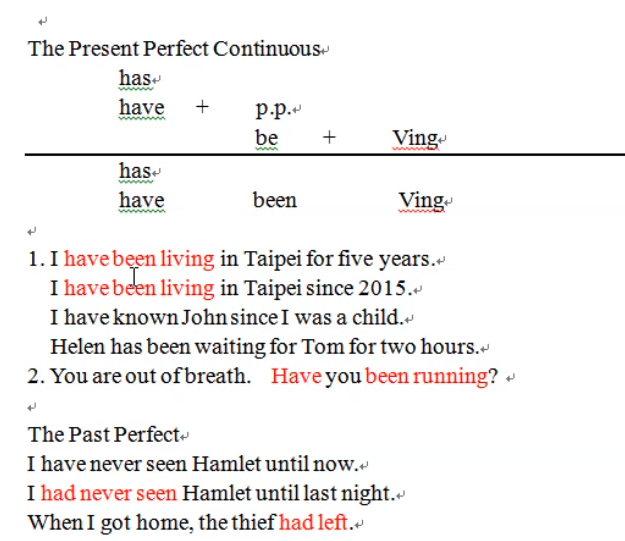 The Present Perfect Continuous
has
have + p.p.
be + Ving
has
have been Ving
1. I have been living in Taipei for five years.
I have been living in Taipei since 2015.
I have known John since I was a child.
Helen has been waiting for Tom for two hours.
2. You are out of breath. Have you been running?
The Past Perfect
I have never seen Hamlet until now.
I had never seen Hamlet until last night.
When I got home, the thief had left.